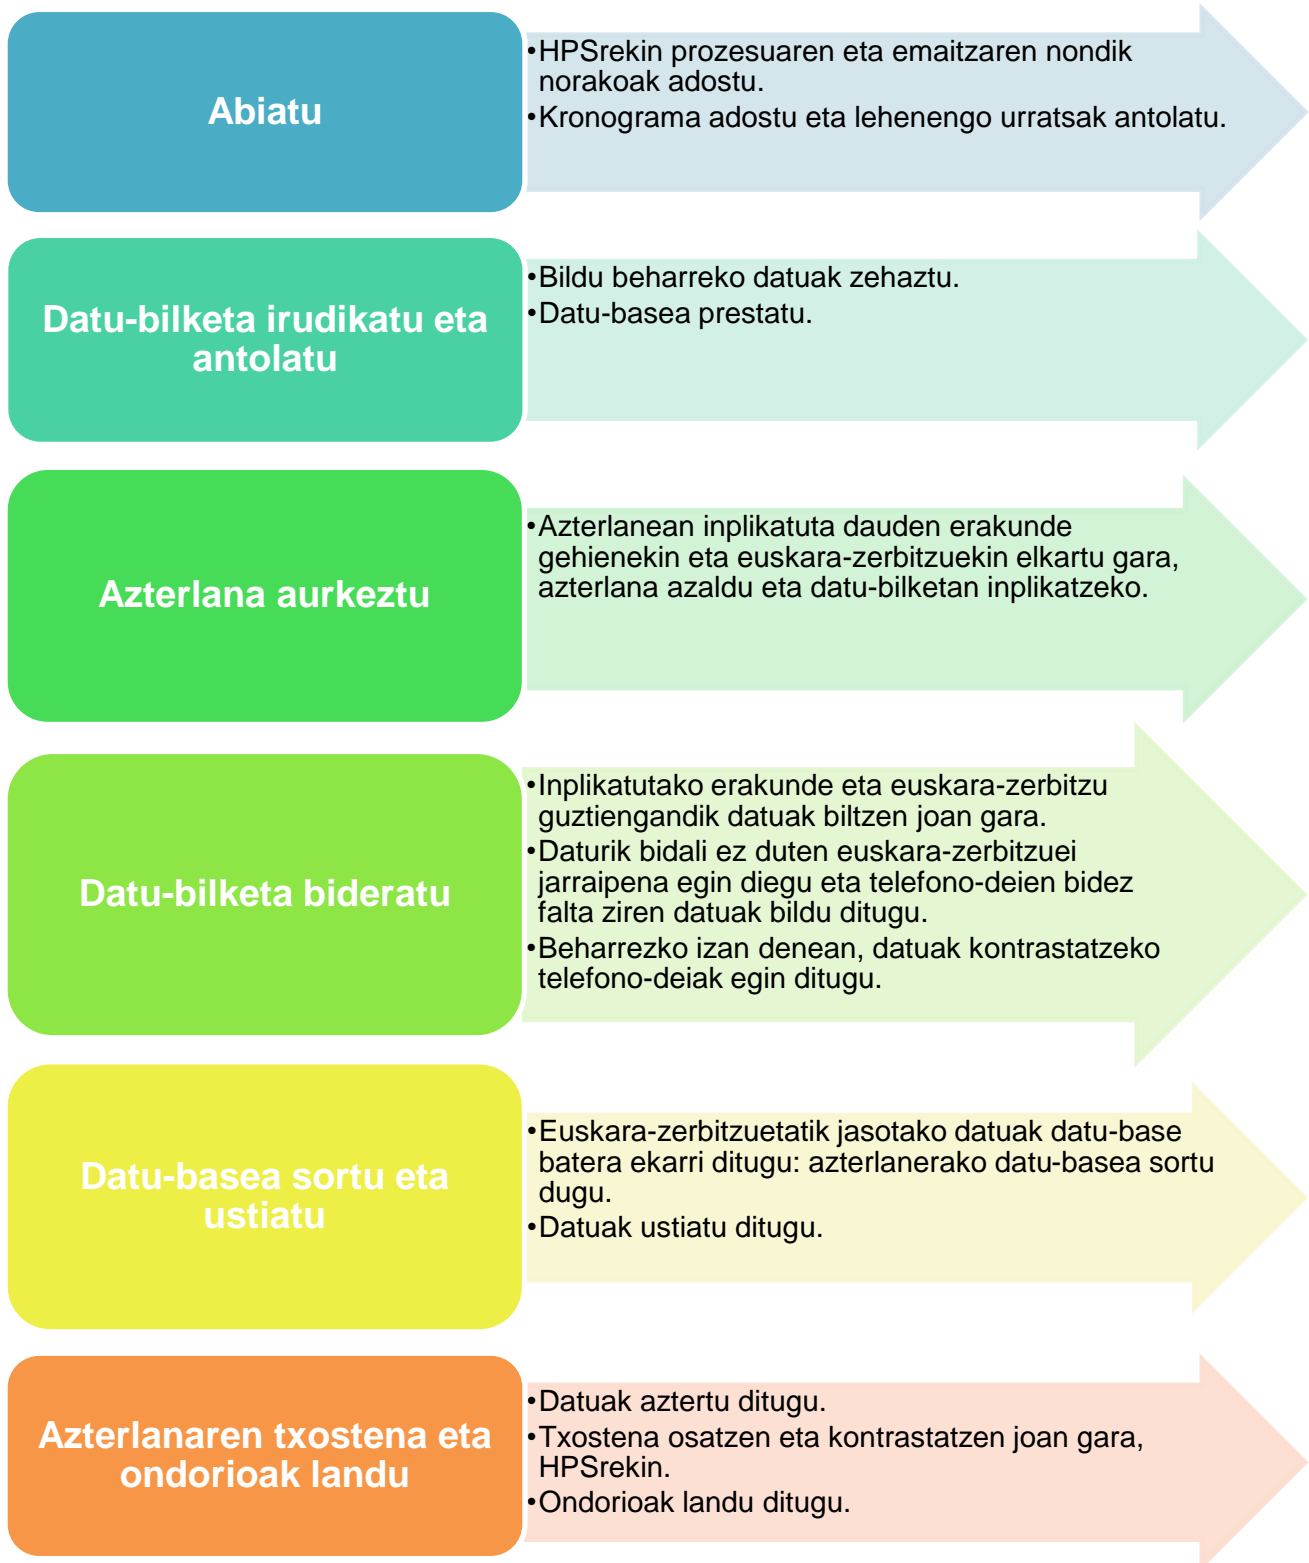 Abiatu
•HPSrekin prozesuaren eta emaitzaren nondik
norakoak adostu.
•Kronograma adostu eta lehenengo urratsak antolatu.
Datu-bilketa irudikatu eta
antolatu
•Bildu beharreko datuak zehaztu.
•Datu-basea prestatu.
Azterlana aurkeztu
•Azterlanean inplikatuta dauden erakunde
gehienekin eta euskara-zerbitzuekin elkartu gara,
azterlana azaldu eta datu-bilketan inplikatzeko.
Datu-bilketa bideratu
•Inplikatutako erakunde eta euskara-zerbitzu
guztiengandik datuak biltzen joan gara.
•Daturik bidali ez duten euskara-zerbitzuei
jarraipena egin diegu eta telefono-deien bidez
falta ziren datuak bildu ditugu.
•Beharrezko izan denean, datuak kontrastatzeko
telefono-deiak egin ditugu.
Datu-basea sortu eta
ustiatu
•Euskara-zerbitzuetatik jasotako datuak datu-base
batera ekarri ditugu: azterlanerako datu-basea sortu
dugu.
•Datuak ustiatu ditugu.
Azterlanaren txostena eta
ondorioak landu
•Datuak aztertu ditugu.
•Txostena osatzen eta kontrastatzen joan gara,
HPSrekin.
•Ondorioak landu ditugu.